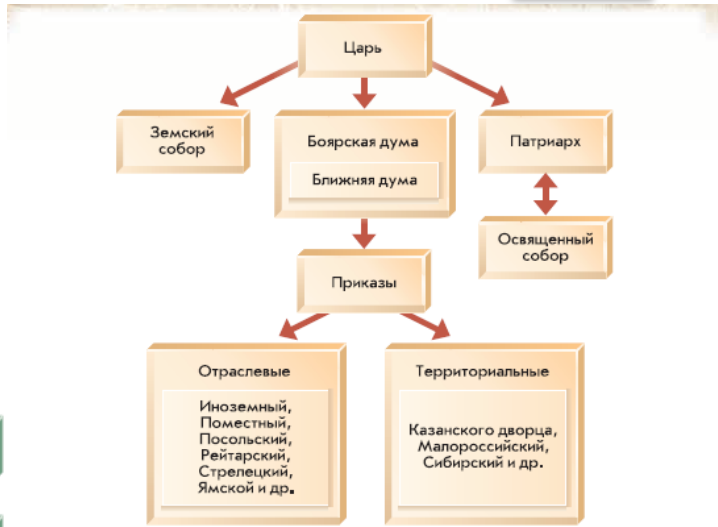 Царь
Земский
собор
Боярская дума
Ближняя дума
Патриарх
Освященный
собор
Приказы
Отраслевые
Иноземный,
Поместный,
Посольский,
Рейтарский,
Стрелецкий,
Ямской и др.
Территориальные
Казанского дворца,
Малороссийский,
Сибирский и др.